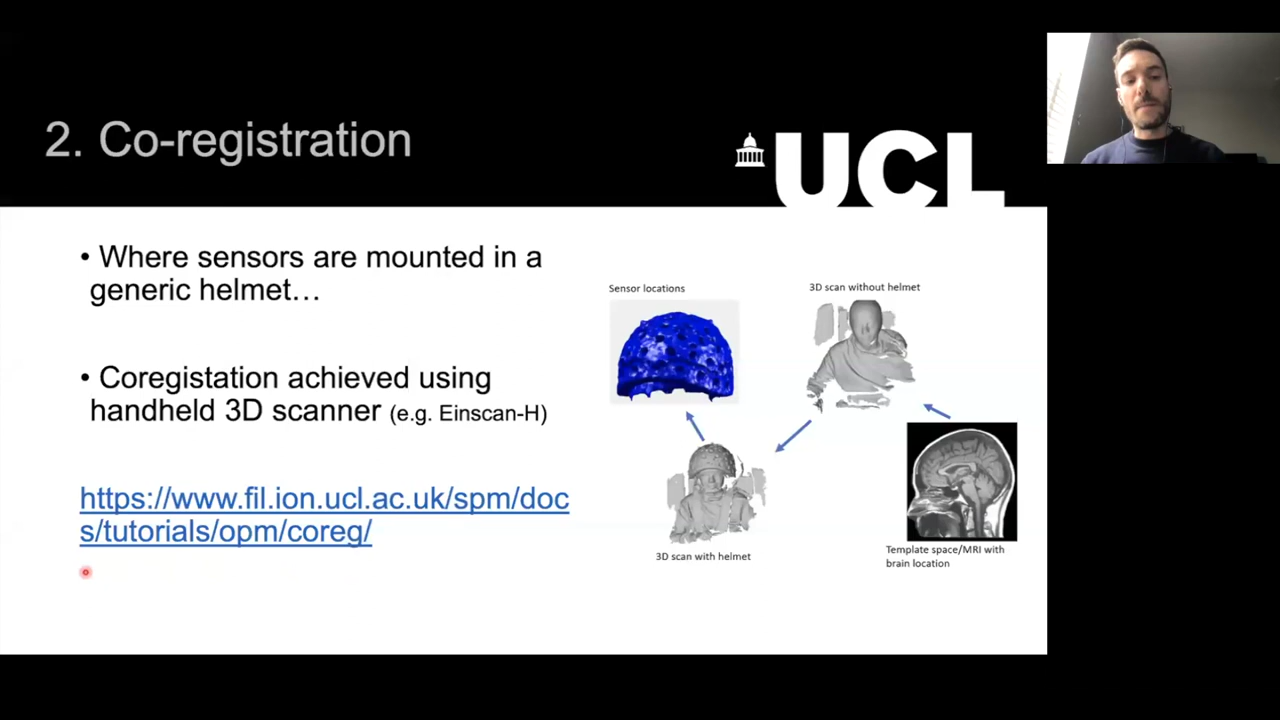 2. Co-registration
UCL
• Where sensors are mounted in a
generic helmet…
• Coregistation achieved using
handheld 3D scanner (e.g. Einscan-H)
https://www.fil.ion.ucl.ac.uk/spm/doc
s/tutorials/opm/coreg/
Sensor locations
3D scan without helmet
3D scan with helmet
Template space/MRI with
brain location